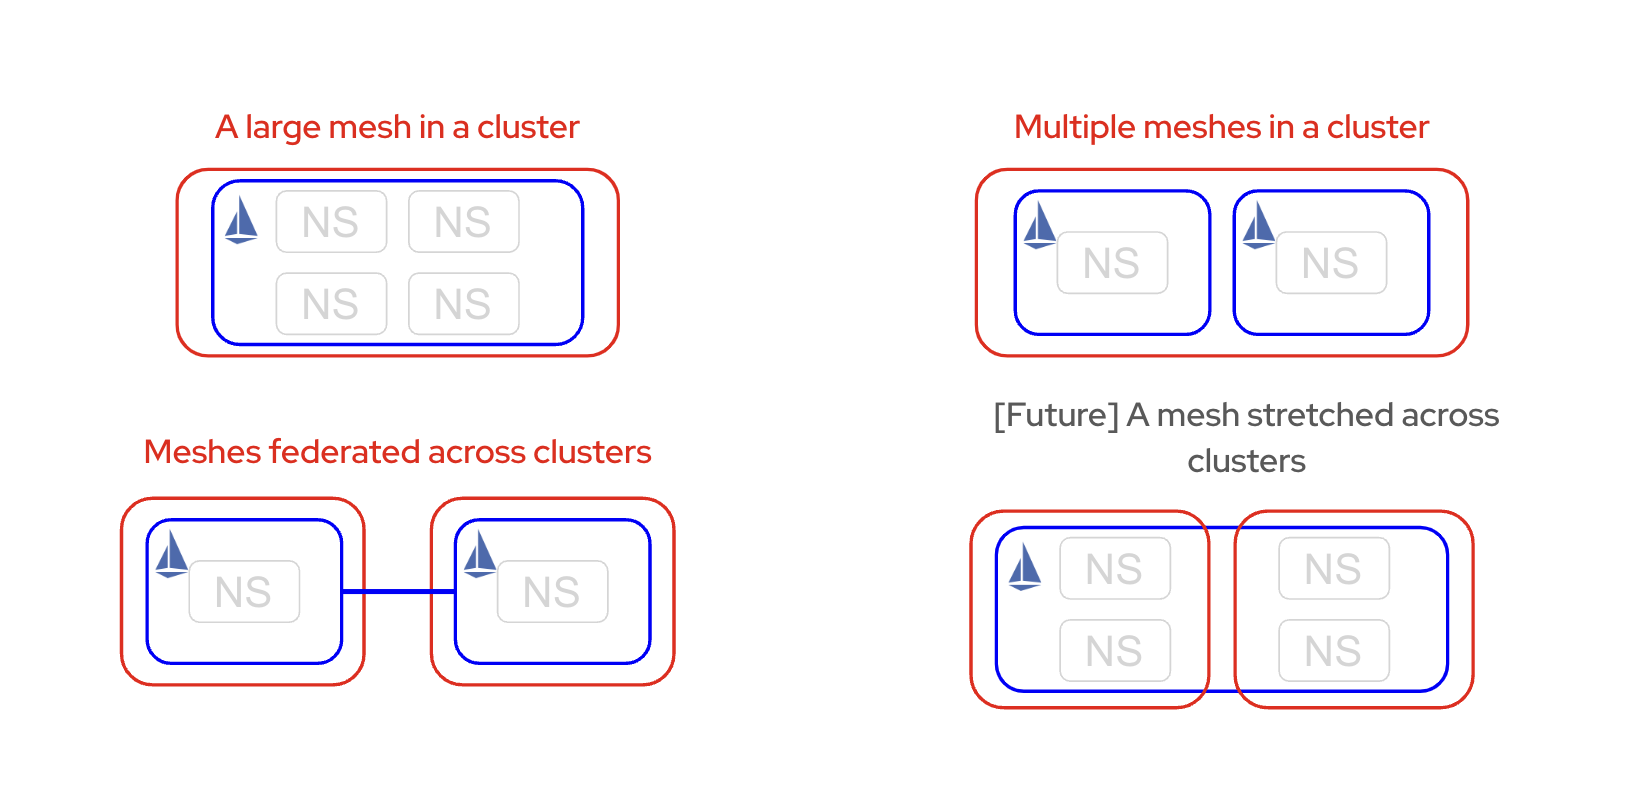 A large mesh in a cluster
NS NS
NS NS
Multiple meshes in a cluster
NS NS
Meshes federated across clusters
NS NS
[Future] A mesh stretched across
clusters
NS NS
NS NS